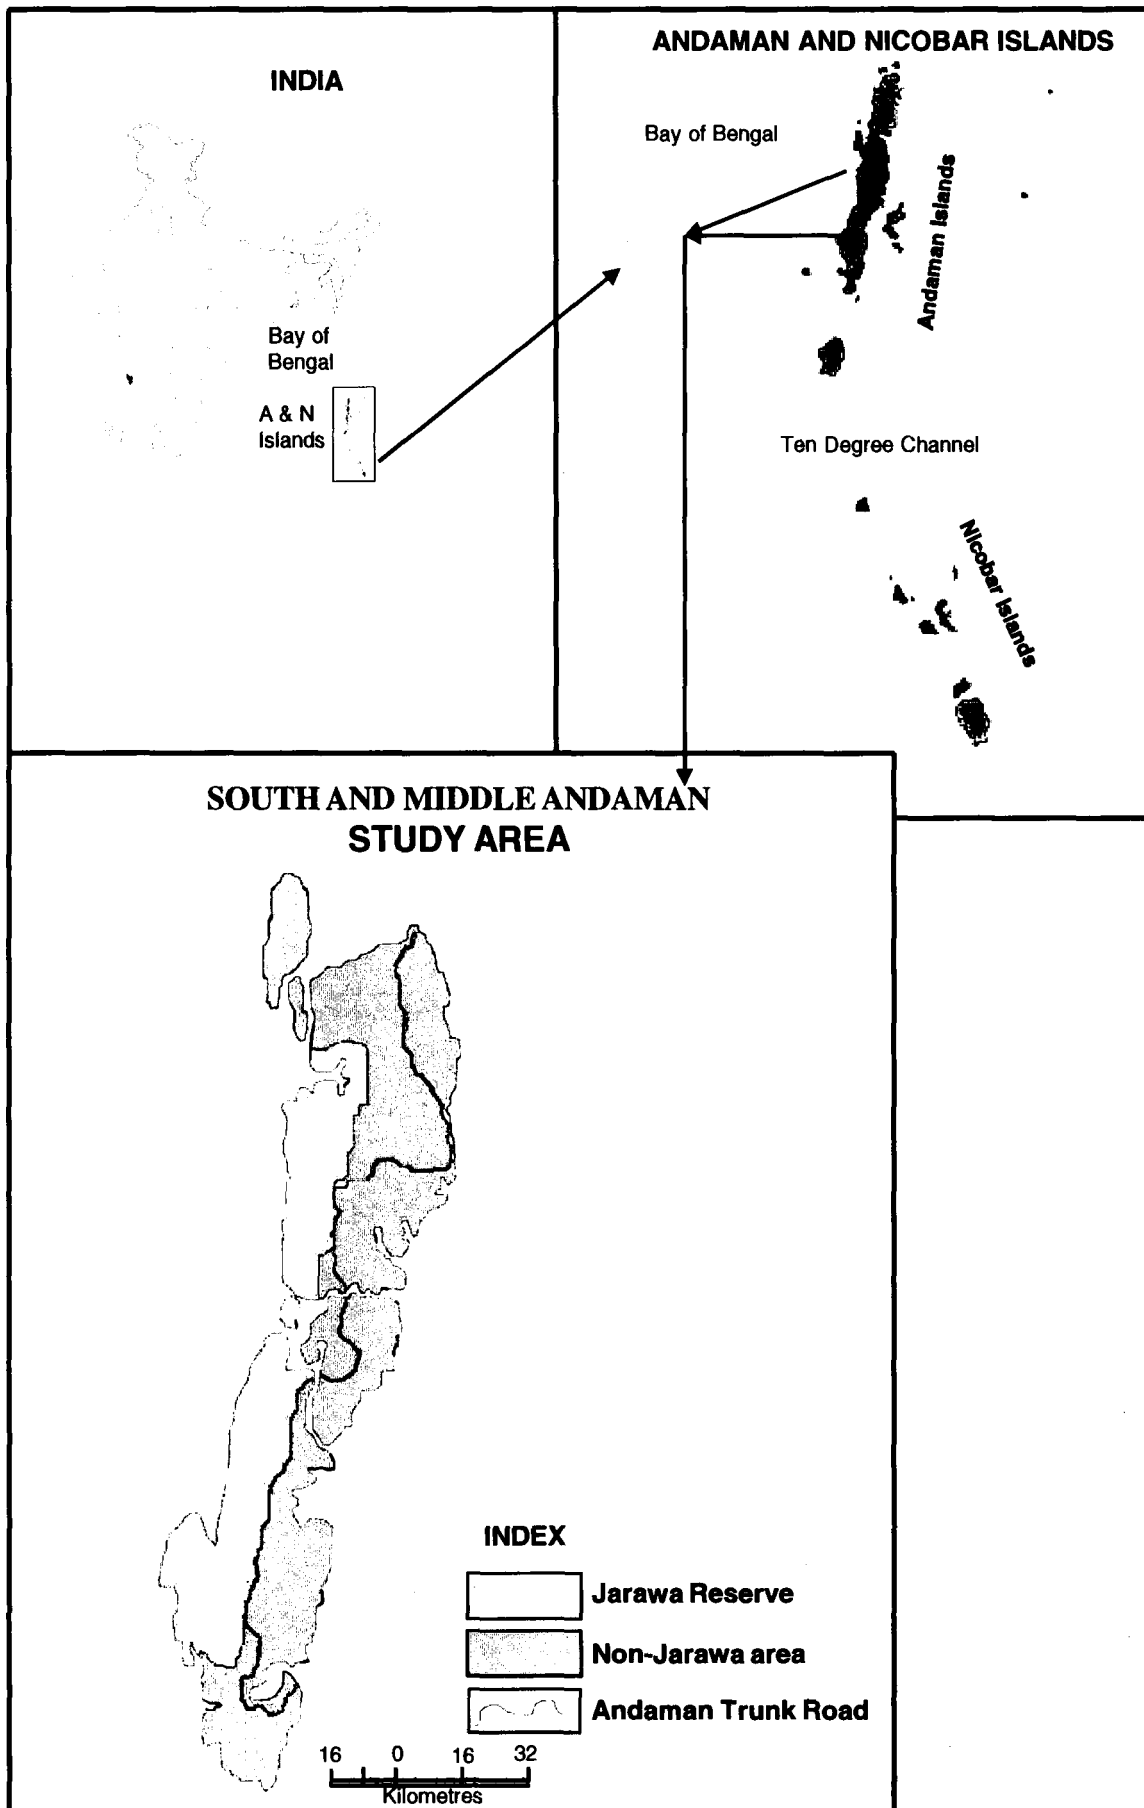 INDIA
Bay of
Bengal
A & N
Islands
ANDAMAN AND NICOBAR ISLANDS
Bay of Bengal
Andaman Islands
Ten Degree Channel
Nicobar Islands
SOUTH AND MIDDLE ANDAMAN
STUDY AREA
INDEX
Jarawa Reserve
Non-Jarawa area
Andaman Trunk Road
16 0 16 32
Kilometres